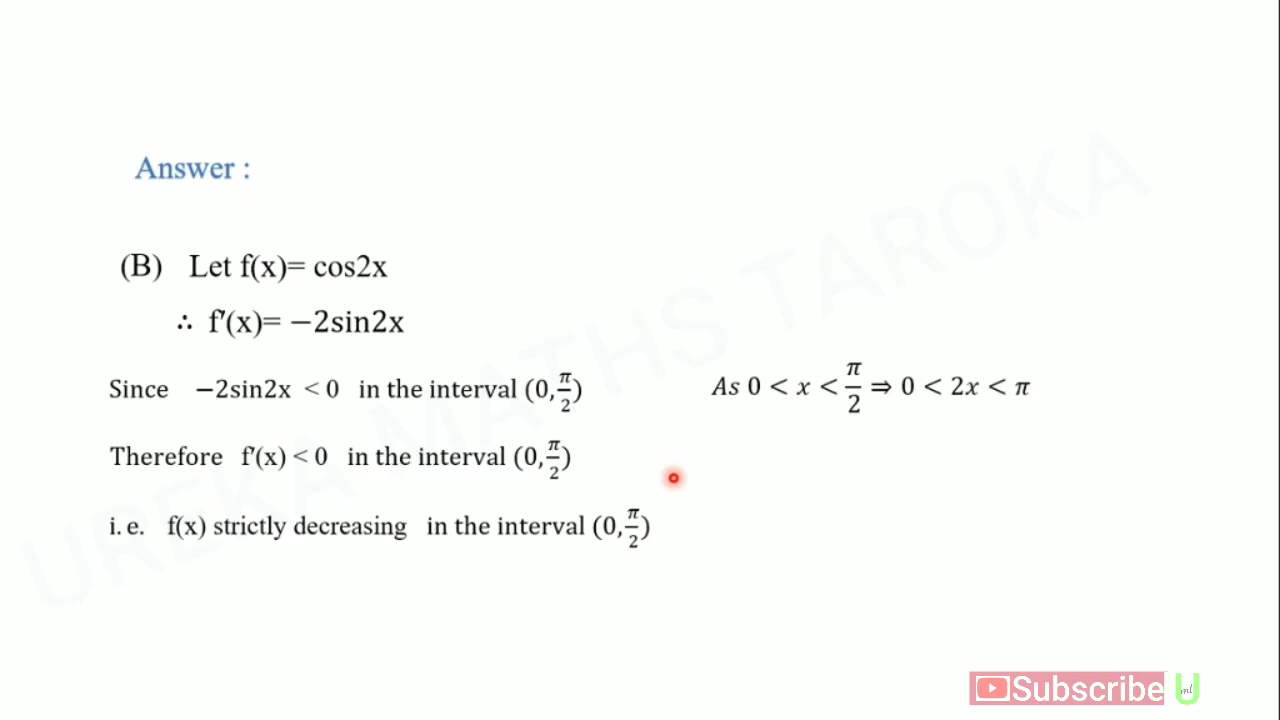 Answer :
(B) Let f(x)= cos2x
∴ f′(x)= −2sin2x
Since −2sin2x < 0 in the interval (0,π/2) As 0 < x < π/2 ⇒ 0 < 2x < π
Therefore f′(x) < 0 in the interval (0,π/2)
i. e. f(x) strictly decreasing in the interval (0,π/2)
UREKA MATHS TAROKA
Subscribe U